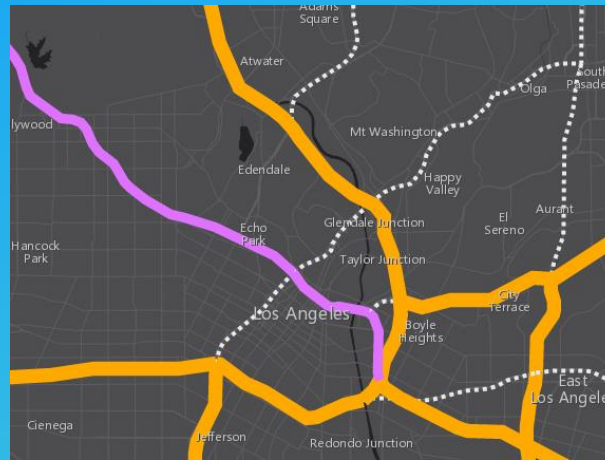 Adams
Square
Atwater
South
Pasade
Olga
Mt Washington
lywood
Edendale
Happy
Valley
Echo
Park
Glendale Junction
El
Sereno
Aurant
Hancock
Park
Taylor Junction
City
Terrace
Los Angeles
Boyle
Heights
East
Los Angele
Cienega
Jefferson
Redondo Junction